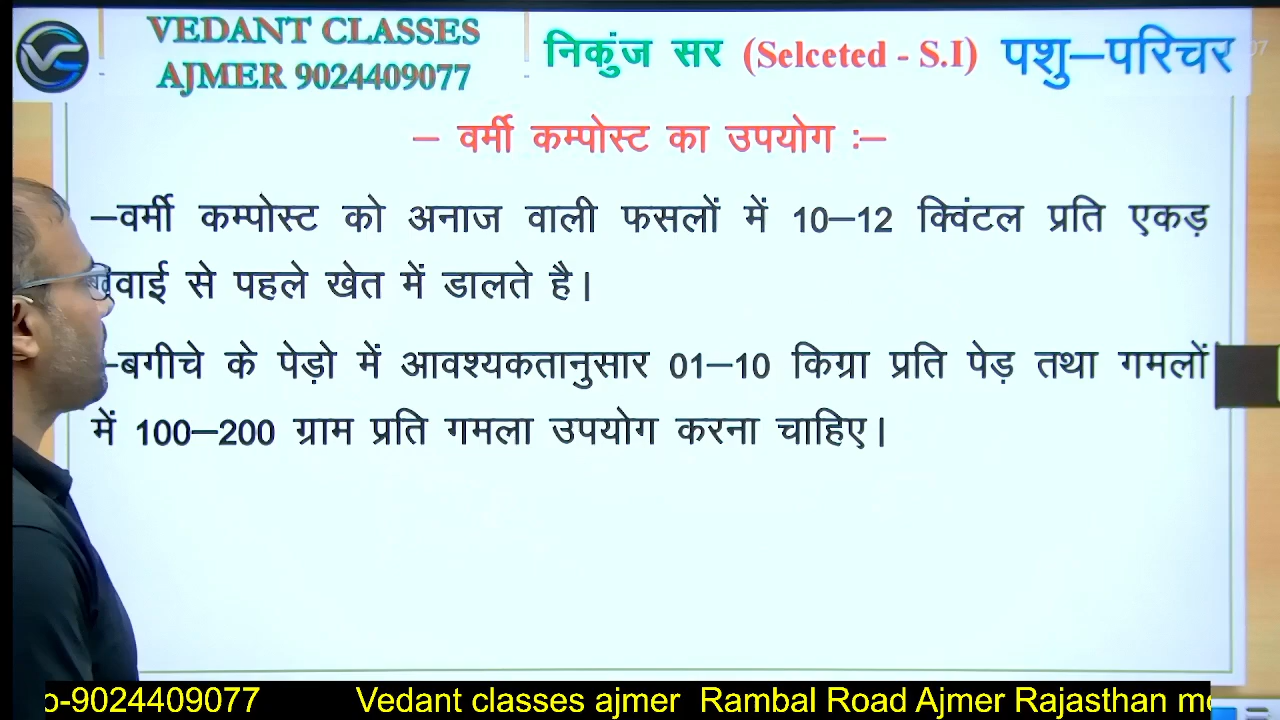 VEDANT CLASSES
AJMER 9024409077
निकुंज सर (Selceted - S.I) पशु–परिचर
07
– वर्मी कम्पोस्ट का उपयोग :–
–वर्मी कम्पोस्ट को अनाज वाली फसलों में 10–12 क्विंटल प्रति एकड़
से पहले खेत में डालते है।
–बगीचे के पेड़ो में आवश्यकतानुसार 01–10 किग्रा प्रति पेड़ तथा गमलों
में 100–200 ग्राम प्रति गमला उपयोग करना चाहिए।
o-9024409077 Vedant classes ajmer Rambal Road Ajmer Rajasthan